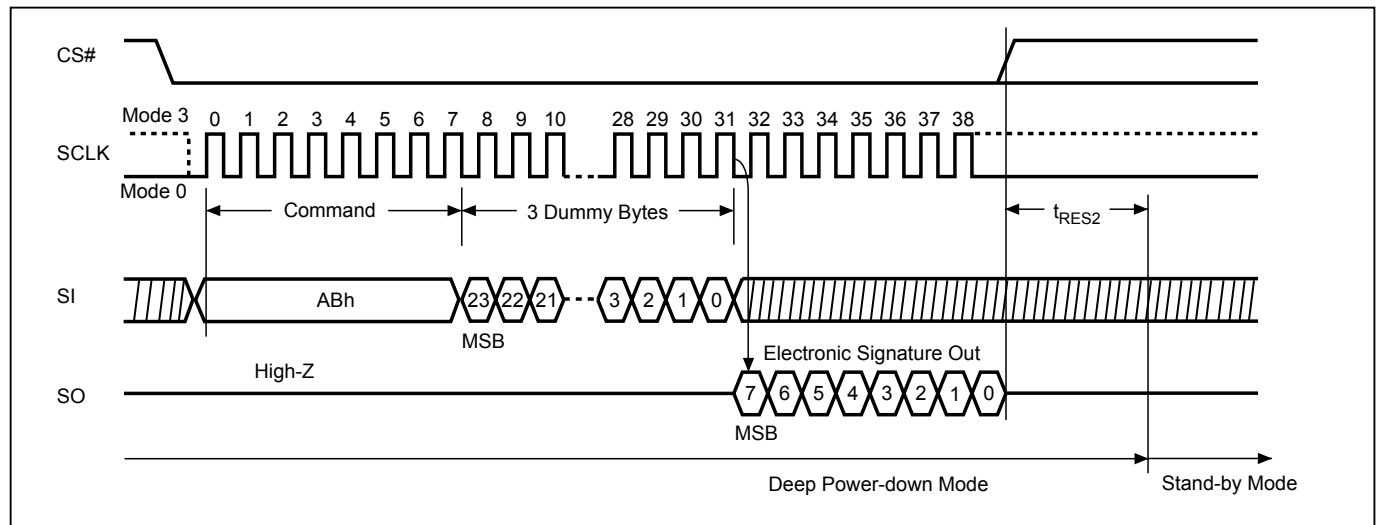 CS#
Mode 3
0 1 2 3 4 5 6 7 8 9 10 28 29 30 31 32 33 34 35 36 37 38
SCLK
Mode 0
Command
3 Dummy Bytes
tRES2
SI
ABh
23 22 21 3 2 1 0
MSB
High-Z
Electronic Signature Out
SO
7 6 5 4 3 2 1 0
MSB
Deep Power-down Mode
Stand-by Mode